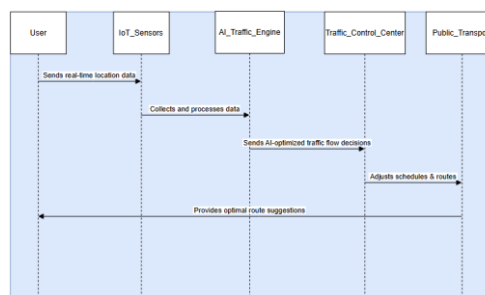 User
IoT_Sensors
AI_Traffic_Engine
Traffic_Control_Center
Public_Transpo
Sends real-time location data
Collects and processes data
Sends AI-optimized traffic flow decisions
Adjusts schedules & routes
Provides optimal route suggestions